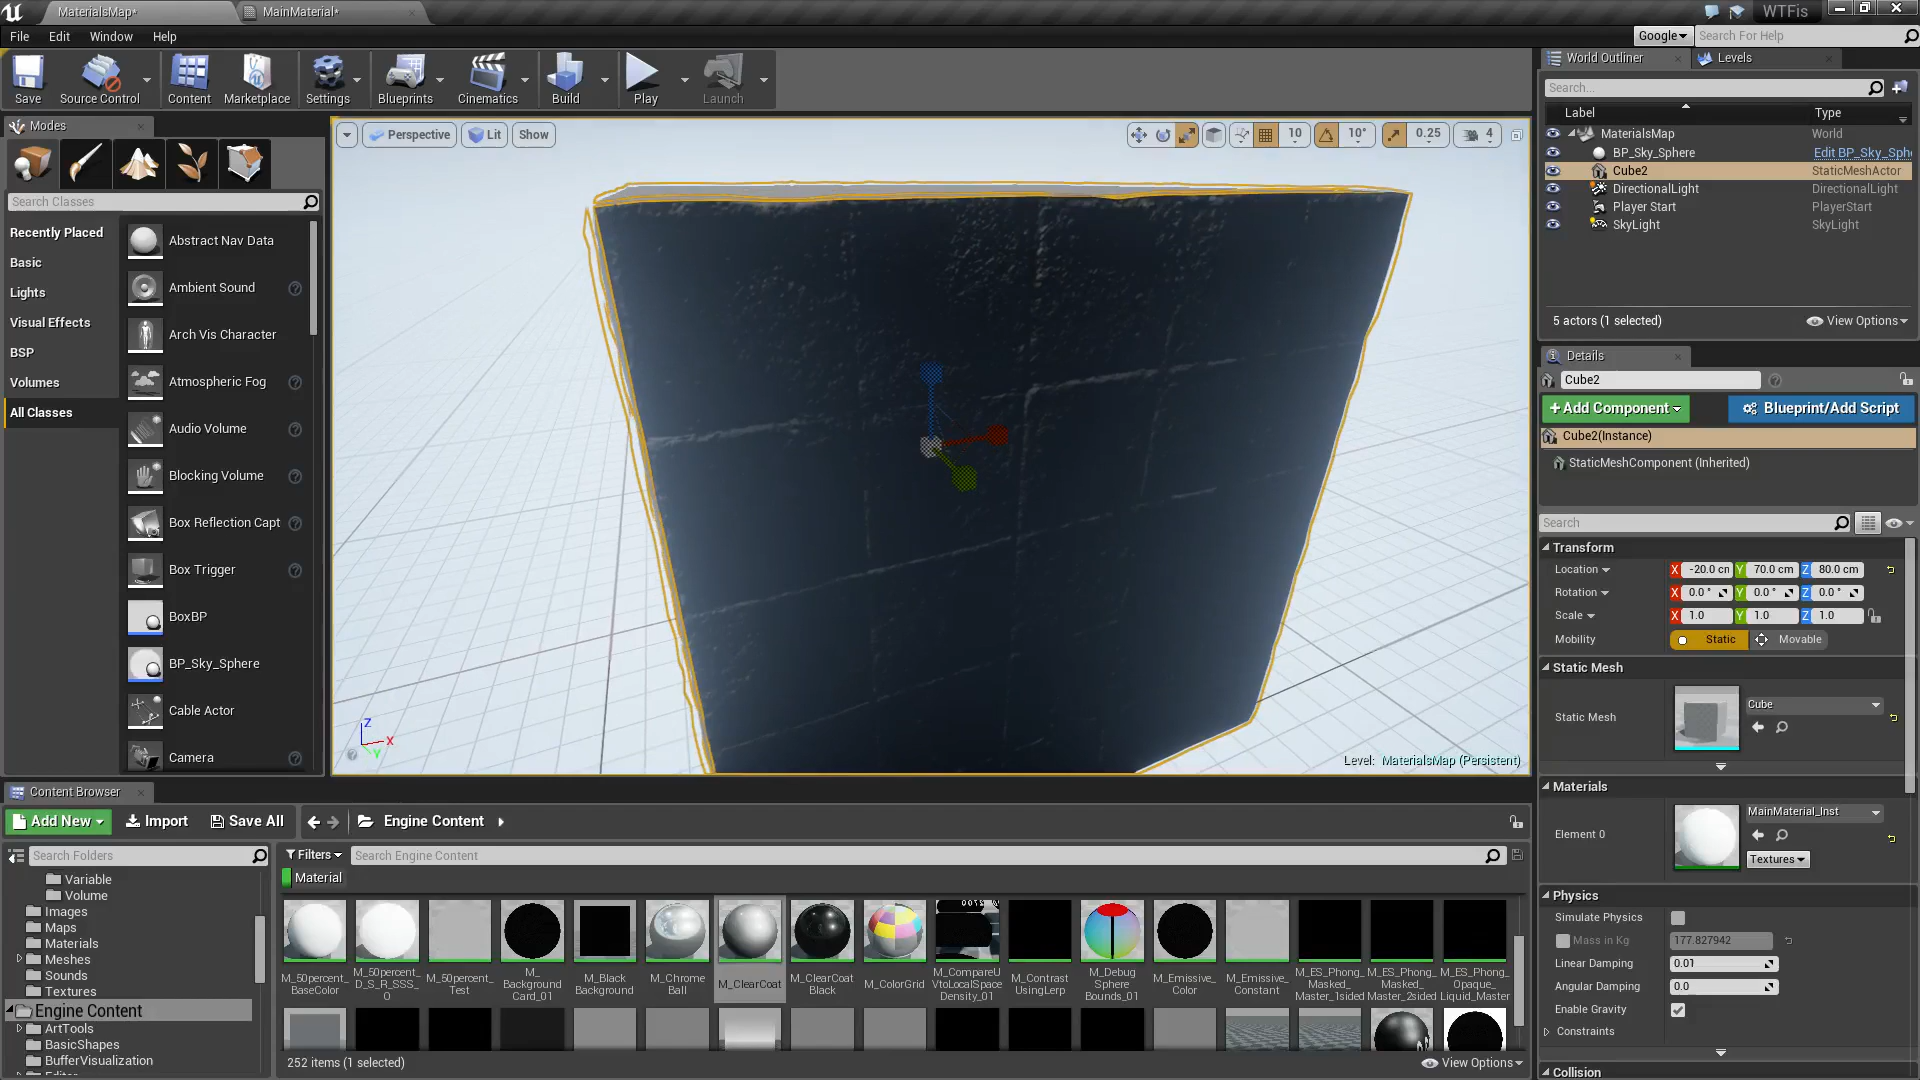 MaterialsMap*
MainMaterial*
WTFis
File Edit Window Help
Google
Search For Help
Save
Source Control
Content
Marketplace
Settings
Blueprints
Cinematics
Build
Play
Launch
Modes
Search Classes
Recently Placed
Basic
Lights
Visual Effects
BSP
Volumes
All Classes
Abstract Nav Data
Ambient Sound
Arch Vis Character
Atmospheric Fog
Audio Volume
Blocking Volume
Box Reflection Capt
Box Trigger
BoxBP
BP_Sky_Sphere
Cable Actor
Camera
Perspective
Lit
Show
10
10°
0.25
4
Z
X
Y
Level: MaterialsMap (Persistent)
World Outliner
Levels
Search...
Label Type
MaterialsMap World
BP_Sky_Sphere Edit BP_Sky_Sph
Cube2 StaticMeshActor
DirectionalLight DirectionalLight
Player Start PlayerStart
SkyLight SkyLight
5 actors (1 selected)
View Options
Details
Cube2
+Add Component
Blueprint/Add Script
Cube2(Instance)
StaticMeshComponent (Inherited)
Search
Transform
Location X -20.0 cm Y 70.0 cm Z 80.0 cm
Rotation X 0.0 ° Y 0.0 ° Z 0.0 °
Scale X 1.0 Y 1.0 Z 1.0
Mobility Static Movable
Static Mesh
Static Mesh
Cube
Materials
Element 0
MainMaterial_Inst
Textures
Physics
Simulate Physics
Mass in Kg 177.827942
Linear Damping 0.01
Angular Damping 0.0
Enable Gravity
Constraints
Collision
Content Browser
Add New
Import
Save All
Engine Content
Search Folders
Variable
Volume
Images
Maps
Materials
Meshes
Sounds
Textures
Engine Content
ArtTools
BasicShapes
BufferVisualization
Filters
Search Engine Content
Material
M_50percent_
BaseColor
M_50percent_
D_S_R_SSS_
O
M_50percent_
Test
M_
Background
Card_01
M_Black
Background
M_Chrome
Ball
M_ClearCoat
M_ClearCoat
Black
M_ColorGrid
M_CompareU
VtoLocalSpace
Density_01
M_Contrast
UsingLerp
M_Debug
Sphere
Bounds_01
M_Emissive_
Color
M_Emissive_
Constant
M_ES_Phong_
Masked_
Master_1sided
M_ES_Phong_
Masked_
Master_2sided
M_ES_Phong_
Opaque_
Liquid_Master
252 items (1 selected)
View Options